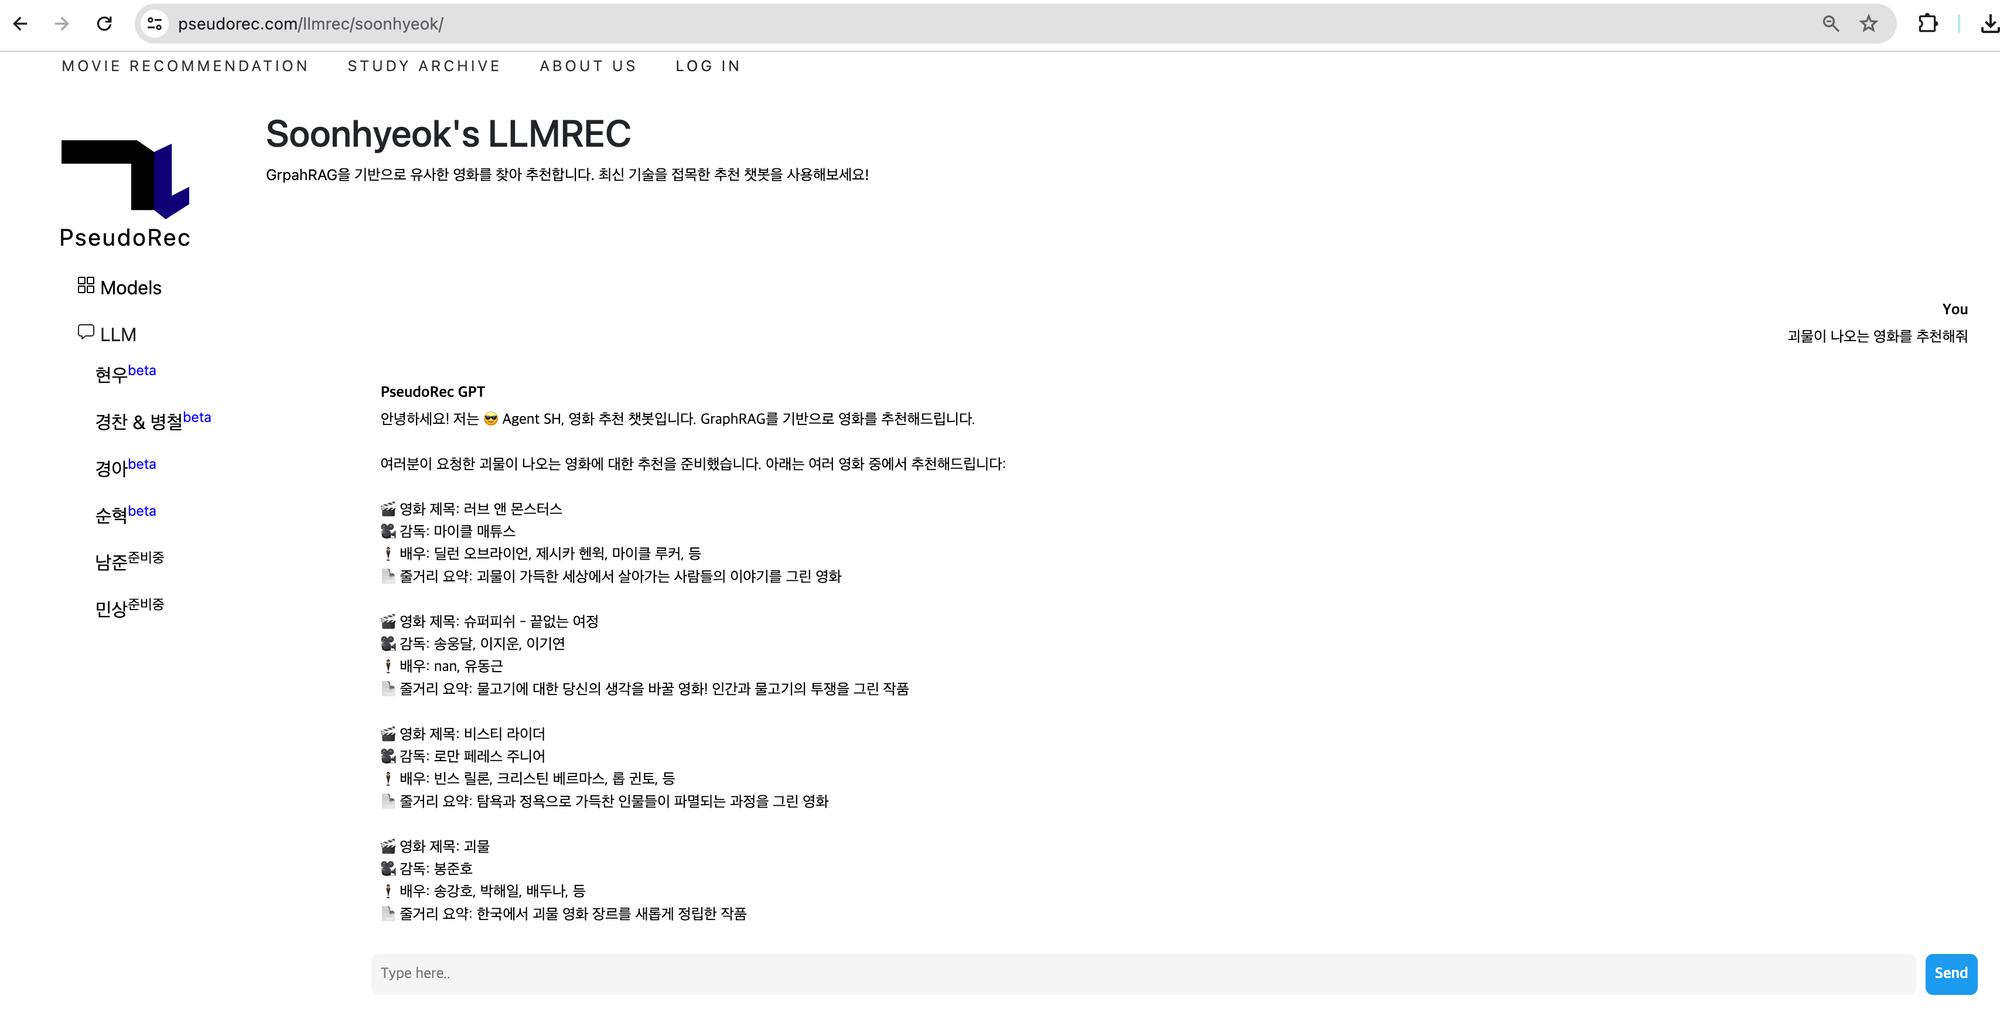 pseudorec.com/llmrec/soonhyeok/
MOVIE RECOMMENDATION STUDY ARCHIVE ABOUT US LOG IN
PseudoRec
Models
LLM
현우beta
경찬 & 병철beta
경아beta
순혁beta
남준준비중
민상준비중
Soonhyeok's LLMREC
GrpahRAG을 기반으로 유사한 영화를 찾아 추천합니다. 최신 기술을 접목한 추천 챗봇을 사용해보세요!
You
괴물이 나오는 영화를 추천해줘
PseudoRec GPT
안녕하세요! 저는 😎 Agent SH, 영화 추천 챗봇입니다. GraphRAG를 기반으로 영화를 추천해드립니다.
여러분이 요청한 괴물이 나오는 영화에 대한 추천을 준비했습니다. 아래는 여러 영화 중에서 추천해드립니다:
🎬 영화 제목: 러브 앤 몬스터스
🎥 감독: 마이클 매튜스
🕴 배우: 딜런 오브라이언, 제시카 헨윅, 마이클 루커, 등
📄 줄거리 요약: 괴물이 가득한 세상에서 살아가는 사람들의 이야기를 그린 영화
🎬 영화 제목: 슈퍼피쉬 - 끝없는 여정
🎥 감독: 송웅달, 이지운, 이기연
🕴 배우: nan, 유동근
📄 줄거리 요약: 물고기에 대한 당신의 생각을 바꿀 영화! 인간과 물고기의 투쟁을 그린 작품
🎬 영화 제목: 비스티 라이더
🎥 감독: 로만 페레스 주니어
🕴 배우: 빈스 릴론, 크리스틴 베르마스, 롭 귄토, 등
📄 줄거리 요약: 탐욕과 정욕으로 가득찬 인물들이 파멸되는 과정을 그린 영화
🎬 영화 제목: 괴물
🎥 감독: 봉준호
🕴 배우: 송강호, 박해일, 배두나, 등
📄 줄거리 요약: 한국에서 괴물 영화 장르를 새롭게 정립한 작품
Type here..
Send